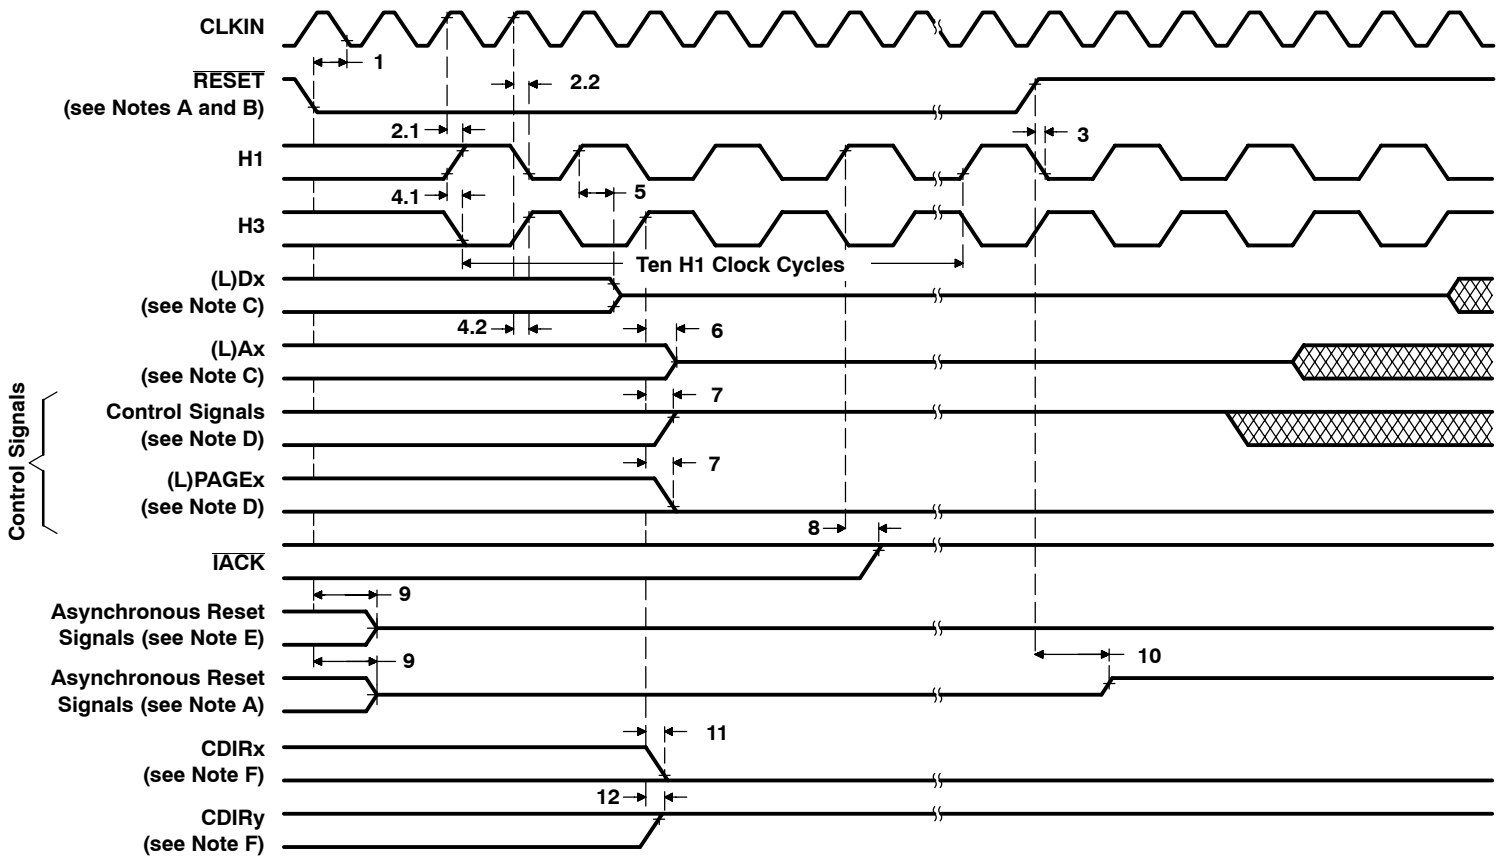 CLKIN
1
RESET
(see Notes A and B)
2.2
2.1
3
H1
4.1
5
H3
Ten H1 Clock Cycles
(L)Dx
(see Note C)
4.2
6
(L)Ax
(see Note C)
7
Control Signals
Control Signals
(see Note D)
7
(L)PAGEx
(see Note D)
8
IACK
9
Asynchronous Reset
Signals (see Note E)
9
10
Asynchronous Reset
Signals (see Note A)
11
CDIRx
(see Note F)
12
CDIRy
(see Note F)